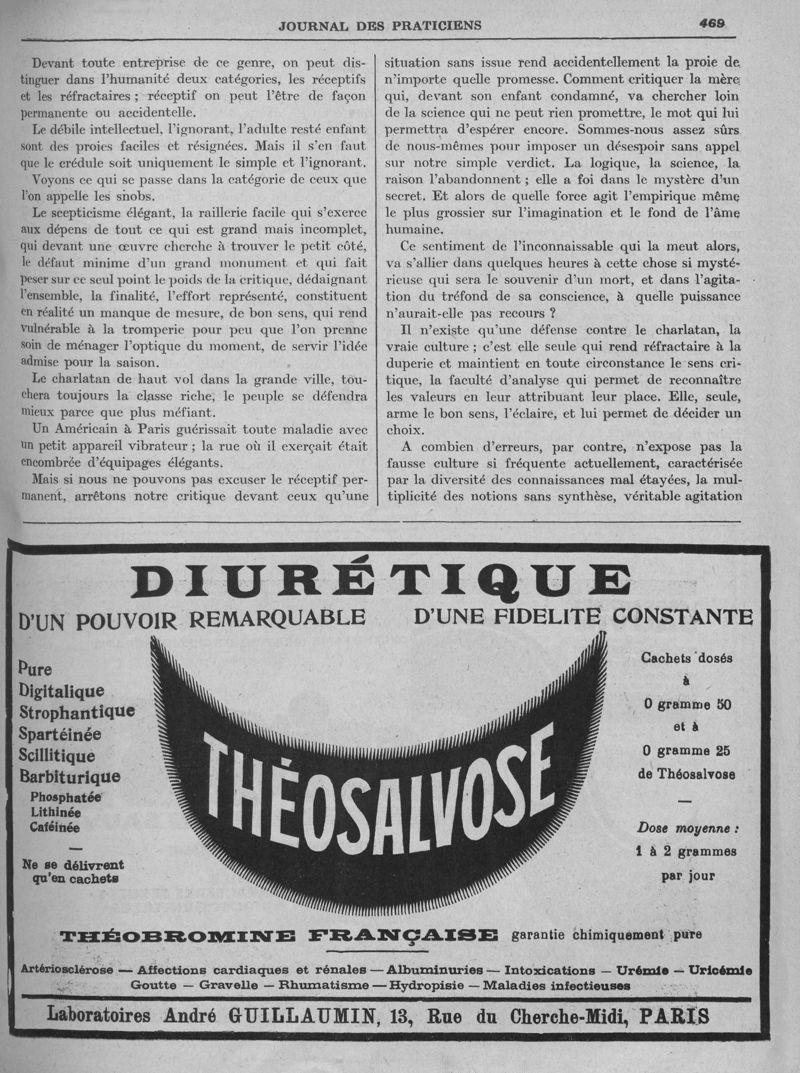 JOURNAL DES PRATICIENS
469
Devant toute entreprise de ce genre, on peut dis-
tinguer dans l'humanité deux catégories, les réceptifs
et les réfractaires ; réceptif on peut l'être de façon
permanente ou accidentelle.
Le débile intellectuel, l'ignorant, l'adulte resté enfant
sont des proies faciles et résignées. Mais il s'en faut
que le crédule soit uniquement le simple et l'ignorant.
Voyons ce qui se passe dans la catégorie de ceux que
l'on appelle les snobs.
Le scepticisme élégant, la raillerie facile qui s'exerce
aux dépens de tout ce qui est grand mais incomplet,
qui devant une œuvre cherche à trouver le petit côté,
le défaut minime d'un grand monument et qui fait
peser sur ce seul point le poids de la critique, dédaignant
l'ensemble, la finalité, l'effort représenté, constituent
en réalité un manque de mesure, de bon sens, qui rend
vulnérable à la tromperie pour peu que l'on prenne
soin de ménager l'optique du moment, de servir l'idée
admise pour la saison.
Le charlatan de haut vol dans la grande ville, tou-
chera toujours la classe riche, le peuple se défendra
mieux parce que plus méfiant.
Un Américain à Paris guérissait toute maladie avec
un petit appareil vibrateur ; la rue où il exerçait était
encombrée d'équipages élégants.
Mais si nous ne pouvons pas excuser le réceptif per-
manent, arrêtons notre critique devant ceux qu'une
situation sans issue rend accidentellement la proie de
n'importe quelle promesse. Comment critiquer la mère
qui, devant son enfant condamné, va chercher loin
de la science qui ne peut rien promettre, le mot qui lui
permettra d'espérer encore. Sommes-nous assez sûrs
de nous-mêmes pour imposer un désespoir sans appel
sur notre simple verdict. La logique, la science, la
raison l'abandonnent ; elle a foi dans le mystère d'un
secret. Et alors de quelle force agit l'empirique même
le plus grossier sur l'imagination et le fond de l'âme
humaine.
Ce sentiment de l'inconnaissable qui la meut alors,
va s'allier dans quelques heures à cette chose si mysté-
rieuse qui sera le souvenir d'un mort, et dans l'agita-
tion du tréfond de sa conscience, à quelle puissance
n'aurait-elle pas recours ?
Il n'existe qu'une défense contre le charlatan, la
vraie culture ; c'est elle seule qui rend réfractaire à la
duperie et maintient en toute circonstance le sens cri-
tique, la faculté d'analyse qui permet de reconnaître
les valeurs en leur attribuant leur place. Elle, seule,
arme le bon sens, l'éclaire, et lui permet de décider un
choix.
A combien d'erreurs, par contre, n'expose pas la
fausse culture si fréquente actuellement, caractérisée
par la diversité des connaissances mal étayées, la mul-
tiplicité des notions sans synthèse, véritable agitation
DIURÉTIQUE
D'UN POUVOIR REMARQUABLE D'UNE FIDELITE CONSTANTE
Pure
Digitalique
Strophantique
Spartéinée
Scillitique
Barbiturique
Phosphatée
Lithinée
Caféinée
—
Ne se délivrent
qu'en cachets
THÉOSALVOSE
Cachets dosés
à
0 gramme 50
et à
0 gramme 25
de Théosalvose
—
Dose moyenne :
1 à 2 grammes
par jour
THÉOBROMINE FRANÇAISE garantie chimiquement pure
Artériosclérose — Affections cardiaques et rénales — Albuminuries — Intoxications — Urémie — Uricémie
Goutte — Gravelle — Rhumatisme — Hydropisie — Maladies infectieuses
Laboratoires André GUILLAUMIN, 13, Rue du Cherche-Midi, PARIS